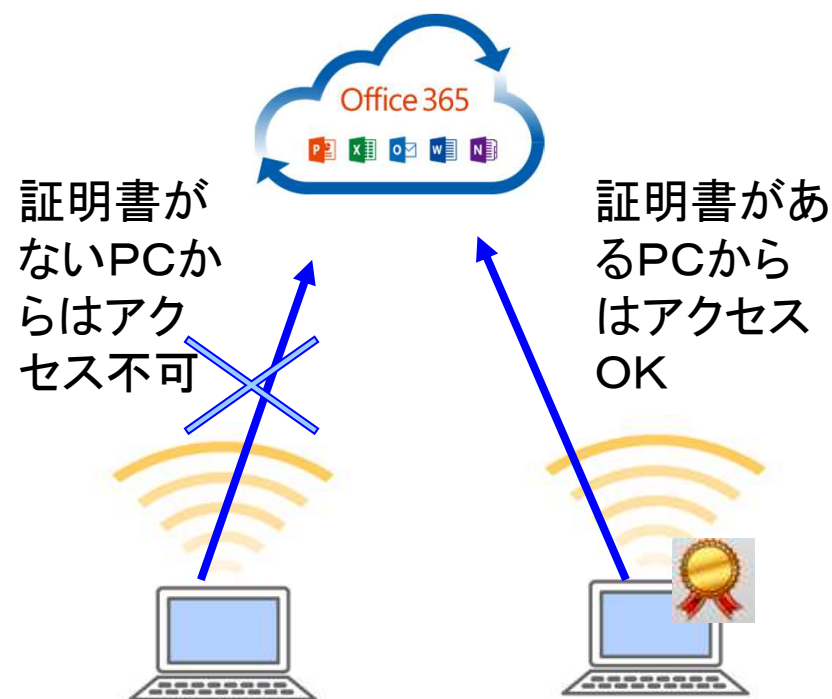 Office 365
P
X
O
W
N
証明書が
ないPCか
らはアク
セス不可
証明書があ
るPCから
はアクセス
OK